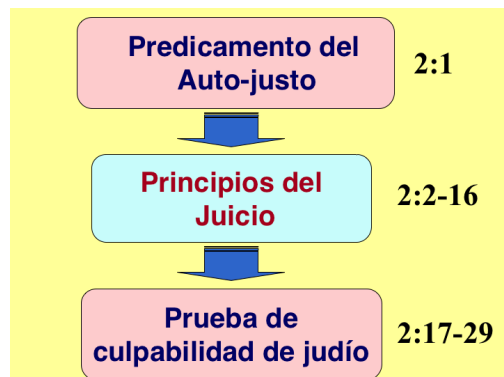 Predicamento del
Auto-justo
2:1
Principios del
Juicio
2:2-16
Prueba de
culpabilidad de judío
2:17-29